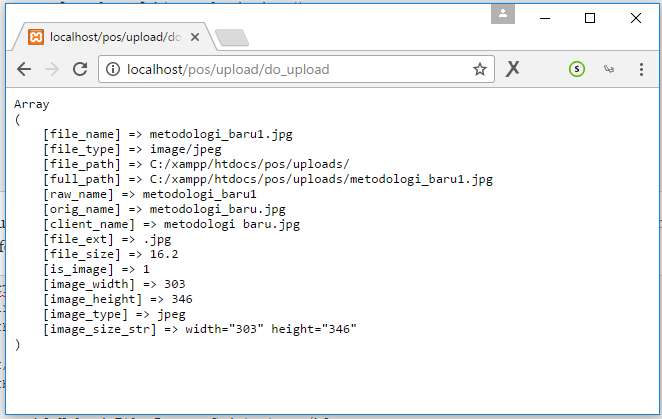 localhost/pos/upload/do
localhost/pos/upload/do_upload
Array
(
[file_name] => metodologi_baru1.jpg
[file_type] => image/jpeg
[file_path] => C:/xampp/htdocs/pos/uploads/
[full_path] => C:/xampp/htdocs/pos/uploads/metodologi_baru1.jpg
[raw_name] => metodologi_baru1
[orig_name] => metodologi_baru.jpg
[client_name] => metodologi baru.jpg
[file_ext] => .jpg
[file_size] => 16.2
[is_image] => 1
[image_width] => 303
[image_height] => 346
[image_type] => jpeg
[image_size_str] => width="303" height="346"
)